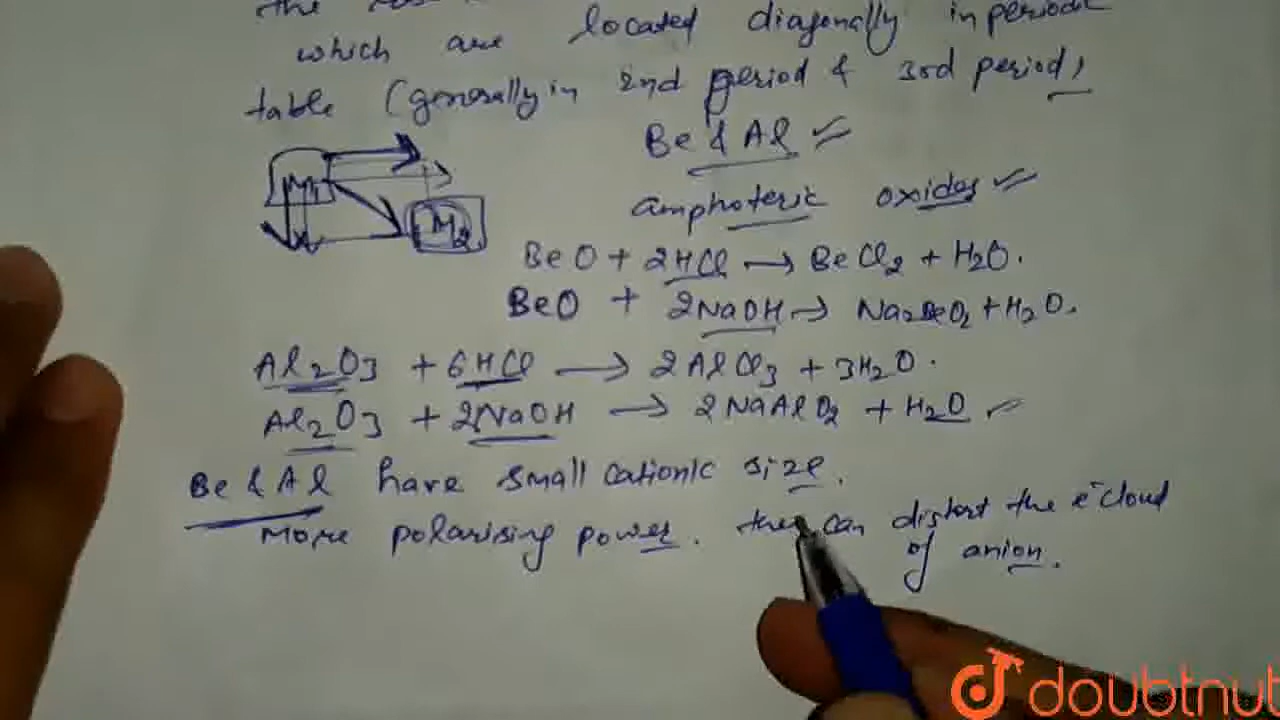 the
which are located diagonally in periodic
table (generally in 2nd period & 3rd period)
Be & Al
amphoteric oxides
M1
M2
BeO + 2HCl → BeCl2 + H2O.
BeO + 2NaOH → Na2BeO2 + H2O.
Al2O3 + 6HCl → 2AlCl3 + 3H2O.
Al2O3 + 2NaOH → 2NaAlO2 + H2O
Be & Al have small cationic size.
More polarising power. they can distort the e⁻ cloud
of anion.
doubtnut